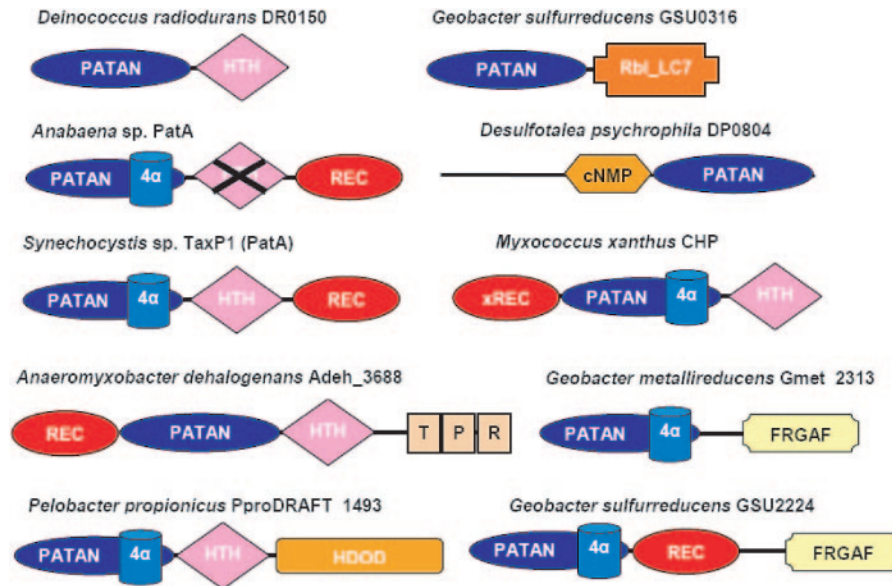 Deinococcus radiodurans DR0150
PATAN HTH
Geobacter sulfurreducens GSU0316
PATAN Rbl_LC7
Anabaena sp. PatA
PATAN 4α REC
Desulfotalea psychrophila DP0804
cNMP PATAN
Synechocystis sp. TaxP1 (PatA)
PATAN 4α HTH REC
Myxococcus xanthus CHP
xREC PATAN 4α HTH
Anaeromyxobacter dehalogenans Adeh_3688
REC PATAN HTH T P R
Geobacter metallireducens Gmet 2313
PATAN 4α FRGAF
Pelobacter propionicus PproDRAFT 1493
PATAN 4α HTH HDOD
Geobacter sulfurreducens GSU2224
PATAN 4α REC FRGAF